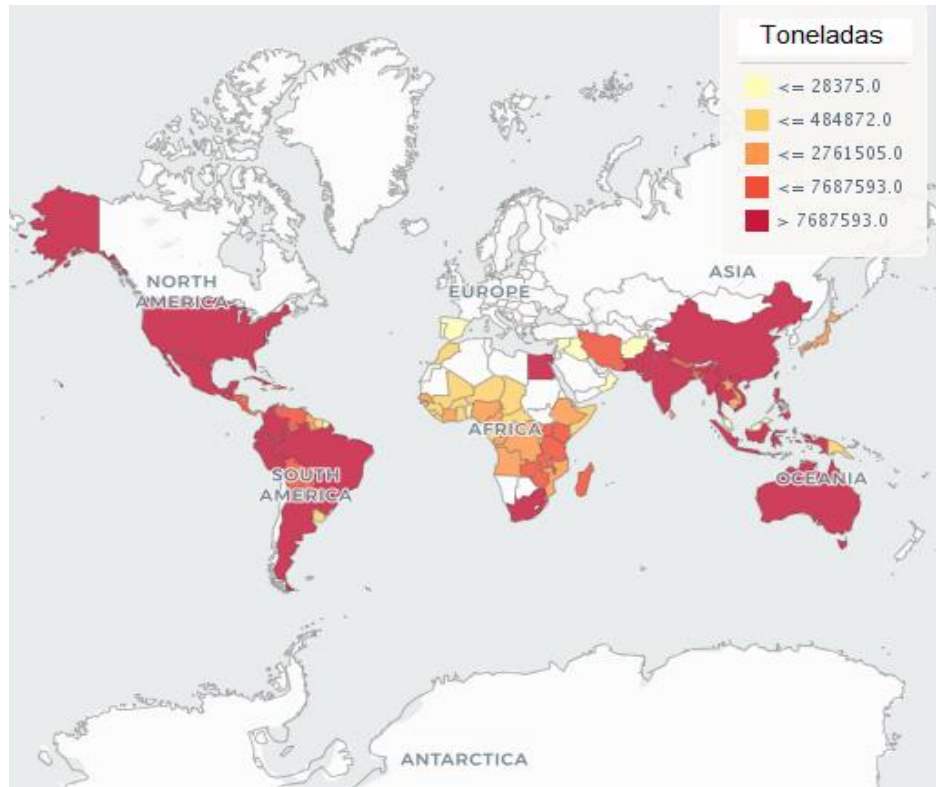 Toneladas
<= 28375.0
<= 484872.0
<= 2761505.0
<= 7687593.0
> 7687593.0
ASIA
NORTH
AMERICA
EUROPE
AFRICA
SOUTH
AMERICA
OCEANIA
ANTARCTICA